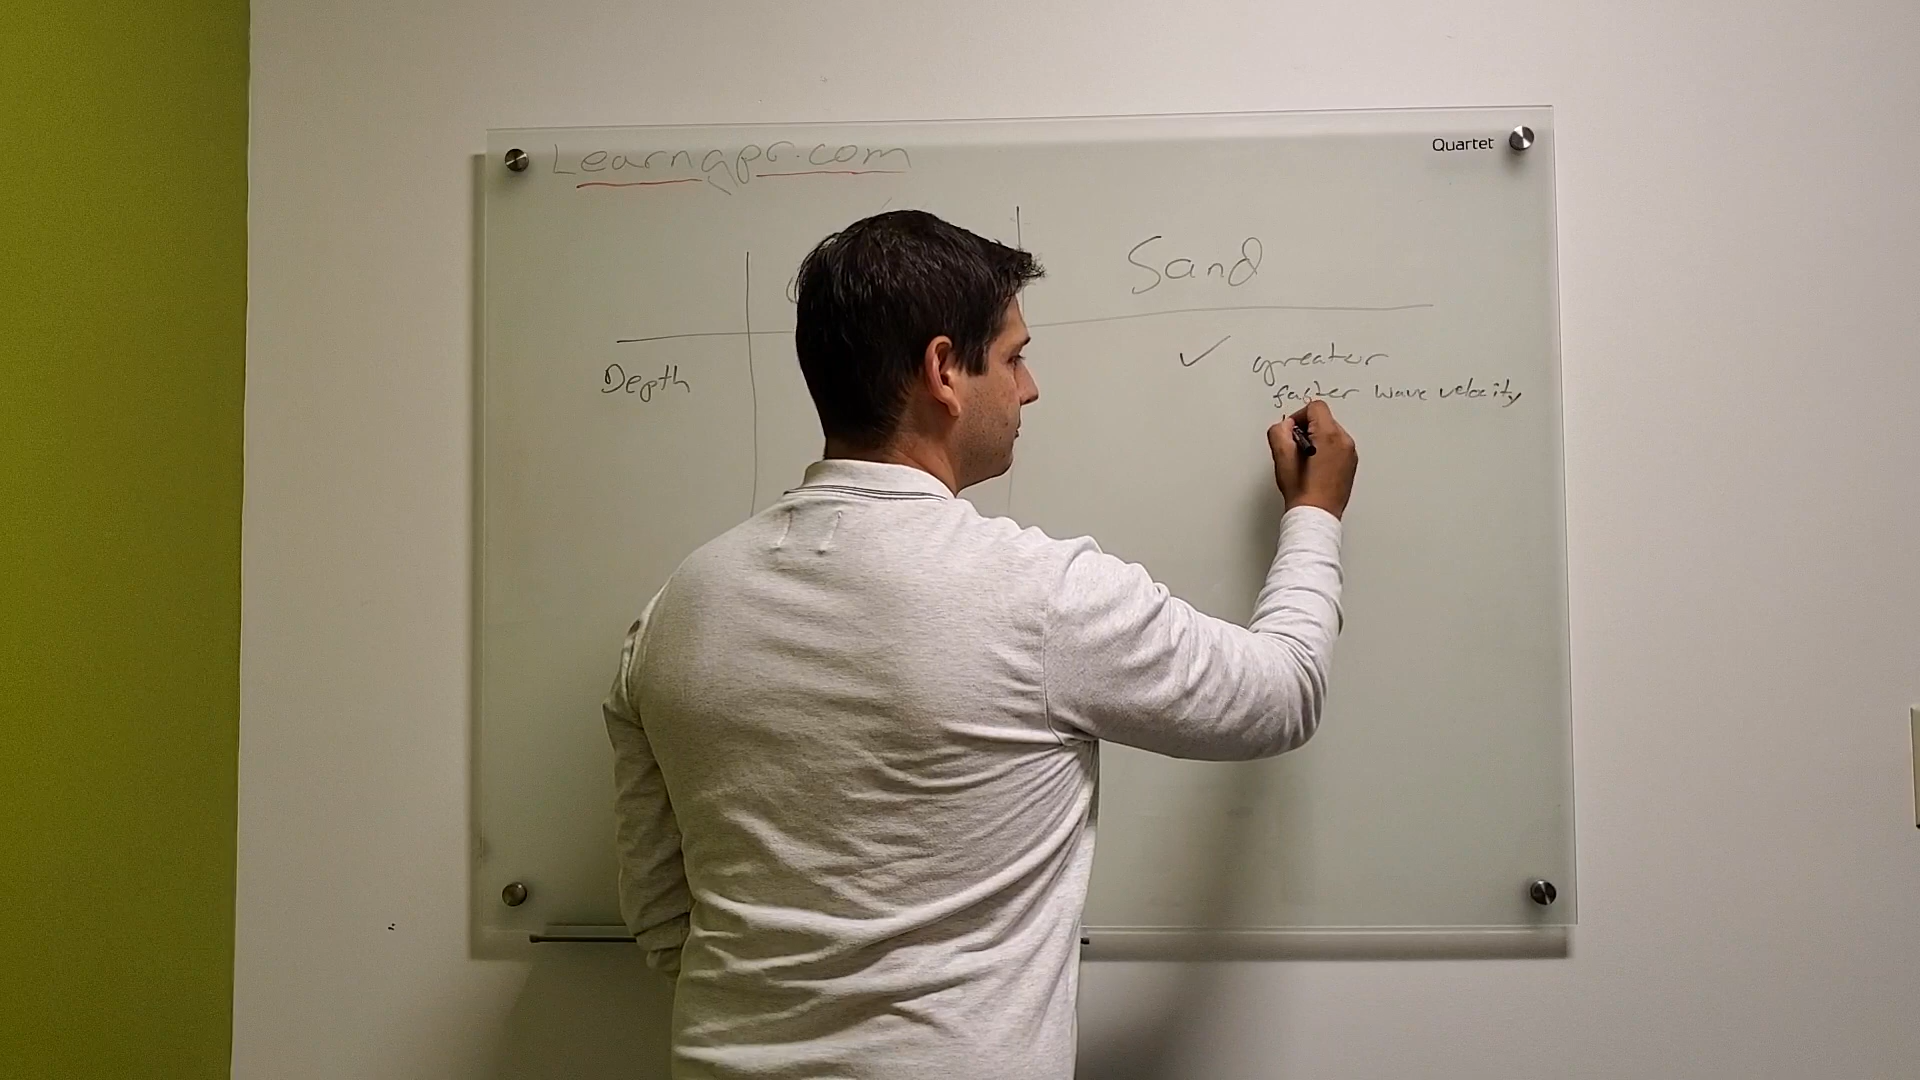 Learngpr.com
Quartet
Sand
Depth
✓ greater
faster wave velocity